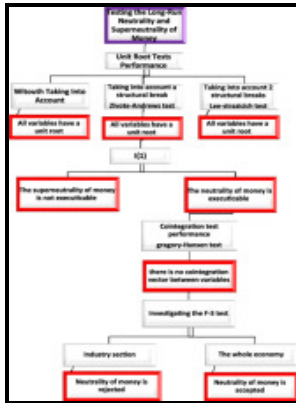 Testing the Long-Run
Neutrality and
Superneutrality of
Money
Unit Root Tests
Performance
Without Taking Into
Account
Taking Into account a
structural break
Zivote-Andrews test
Taking Into account 2
structural breaks
Lee-strazicich test
All variables have a
unit root
All variables have a
unit root
All variables have a
unit root
I(1)
The superneutrality of money
is not executicable
The neutrality of money is
executicable
Cointegration test
performance
gregory-Hansen test
there is no cointegration
vector between variables
Investigating the F-S test
Industry section
The whole economy
Neutrality of money is
rejected
Neutrality of money is
accepted